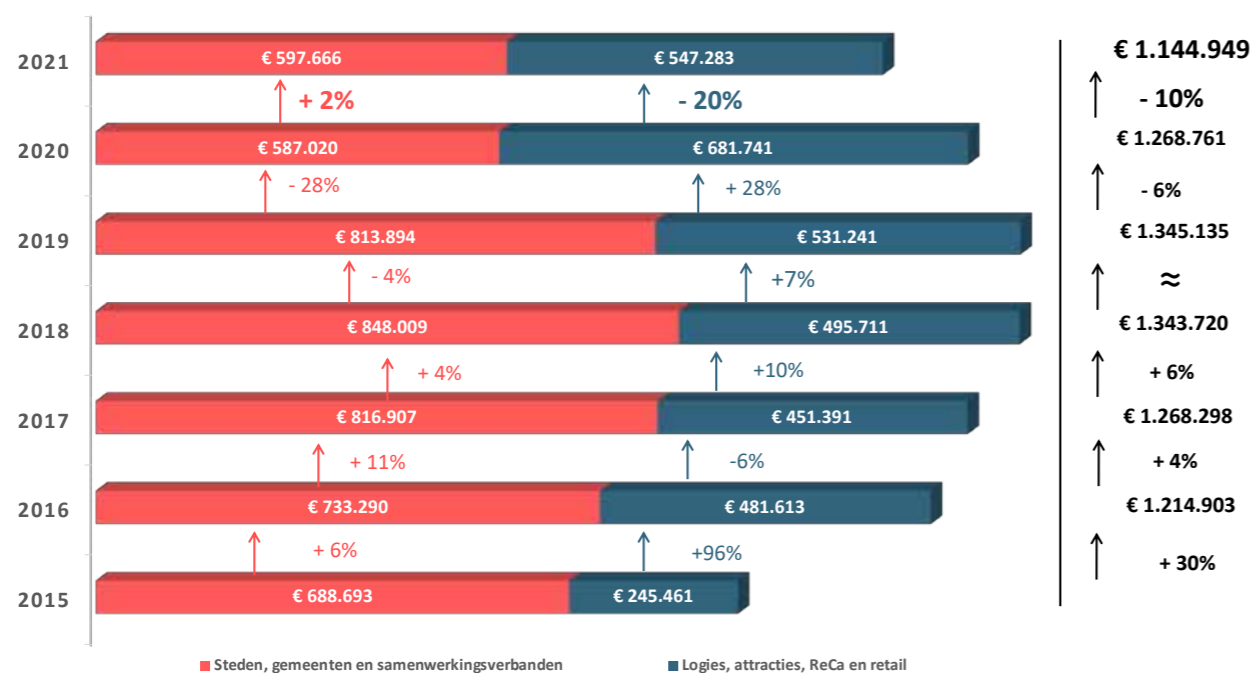 2021 € 597.666 € 547.283 € 1.144.949
+ 2% - 20% - 10%
2020 € 587.020 € 681.741 € 1.268.761
- 28% + 28% - 6%
2019 € 813.894 € 531.241 € 1.345.135
- 4% +7% ≈
2018 € 848.009 € 495.711 € 1.343.720
+ 4% +10% + 6%
2017 € 816.907 € 451.391 € 1.268.298
+ 11% -6% + 4%
2016 € 733.290 € 481.613 € 1.214.903
+ 6% +96% + 30%
2015 € 688.693 € 245.461
Steden, gemeenten en samenwerkingsverbanden Logies, attracties, ReCa en retail